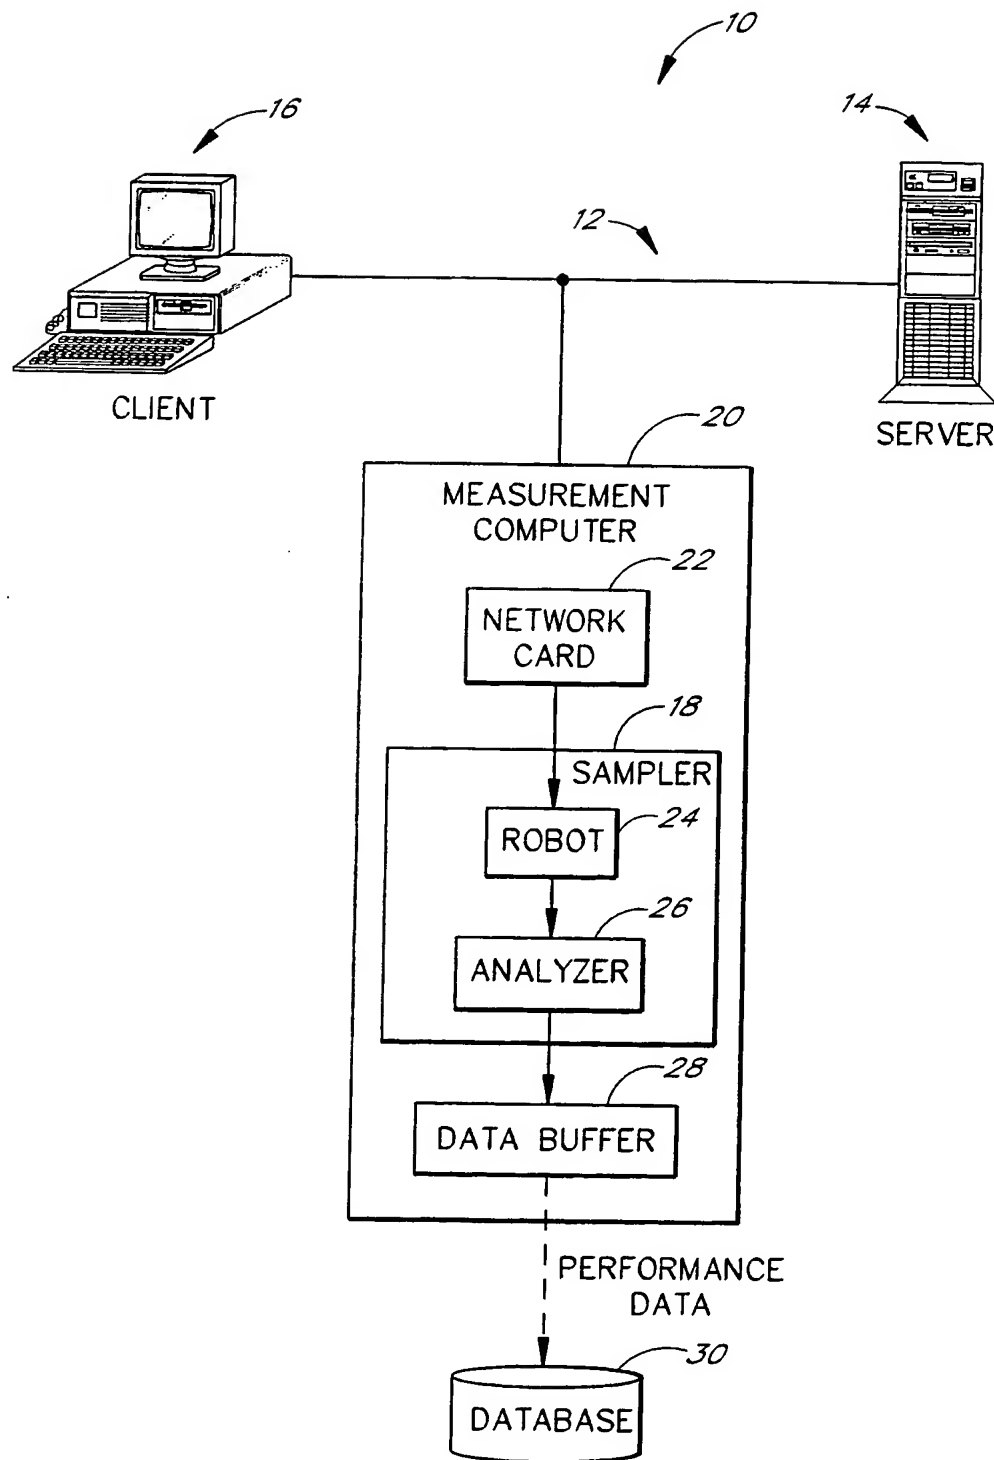 10
16
14
12
CLIENT
SERVER
20
MEASUREMENT
COMPUTER
22
NETWORK
CARD
18
SAMPLER
ROBOT
24
26
ANALYZER
28
DATA BUFFER
PERFORMANCE
DATA
30
DATABASE